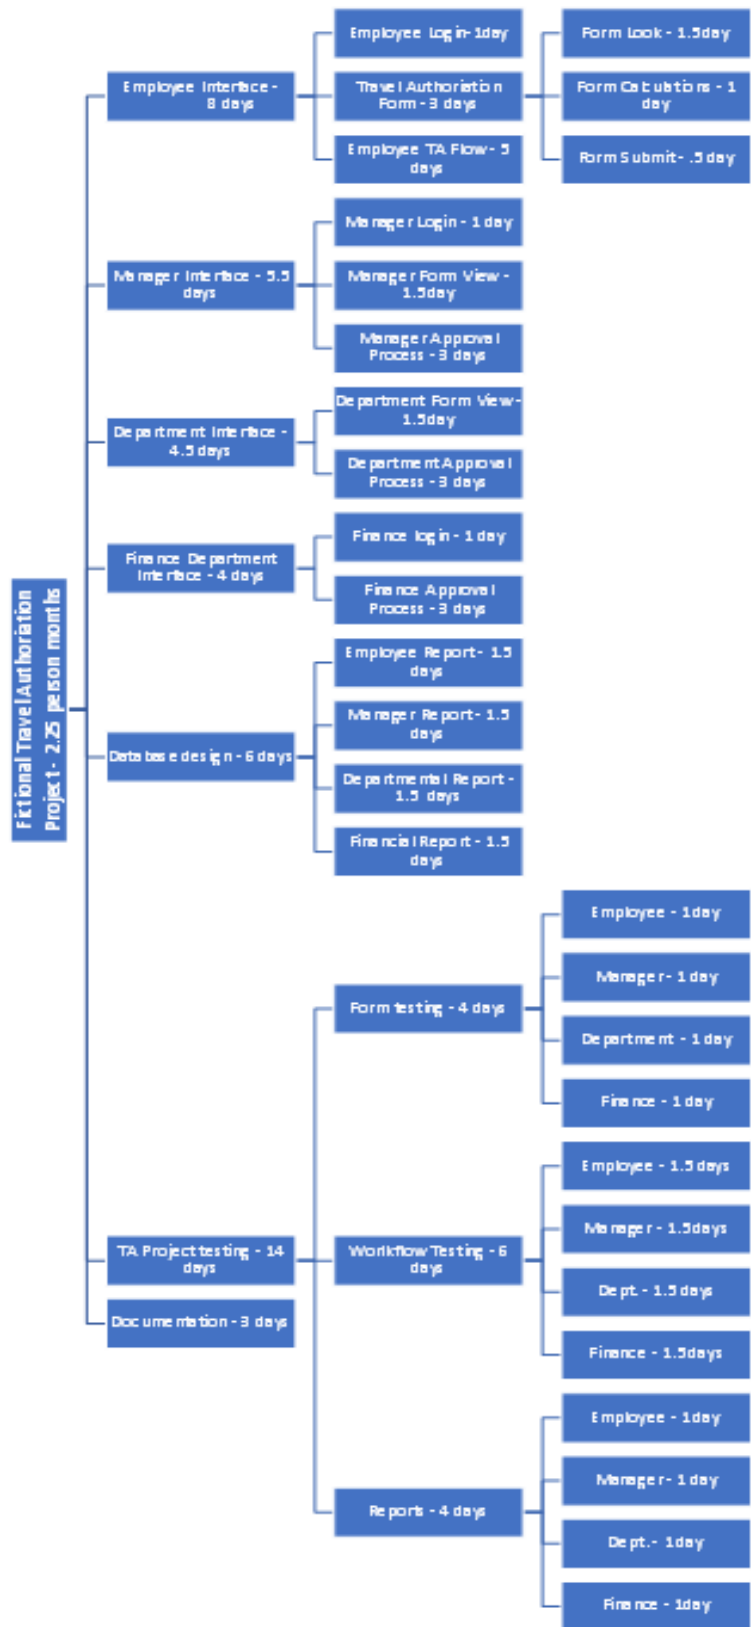 Fictional Travel Authoriation
Project - 2.25 person months
Employee Interface -
8 days
Employee Login- 1day
Travel Authoriation
Form - 3 days
Form Look - 1.5day
Form Calculations - 1
day
Form Submit- .5 day
Employee TA Flow - 5
days
Manager Interface - 5.5
days
Manager Login - 1 day
Manager Form View -
1.5day
Manager Approval
Process - 3 days
Department Interface -
4.5 days
Department Form View-
1.5day
Department Approval
Process - 3 days
Finance Department
Interface - 4 days
Finance login - 1 day
Finance Approval
Process - 3 days
Database design - 6 days
Employee Report - 1.5
days
Manager Report - 1.5
days
Departmental Report -
1.5 days
Financial Report - 1.5
days
TA Project testing - 14
days
Form testing - 4 days
Employee - 1day
Manager - 1 day
Department - 1 day
Finance - 1 day
Workflow Testing - 6
days
Employee - 1.5days
Manager - 1.5days
Dept. - 1.5 days
Finance - 1.5days
Reports - 4 days
Employee - 1day
Manager - 1 day
Dept. - 1day
Finance - 1day
Documentation - 3 days